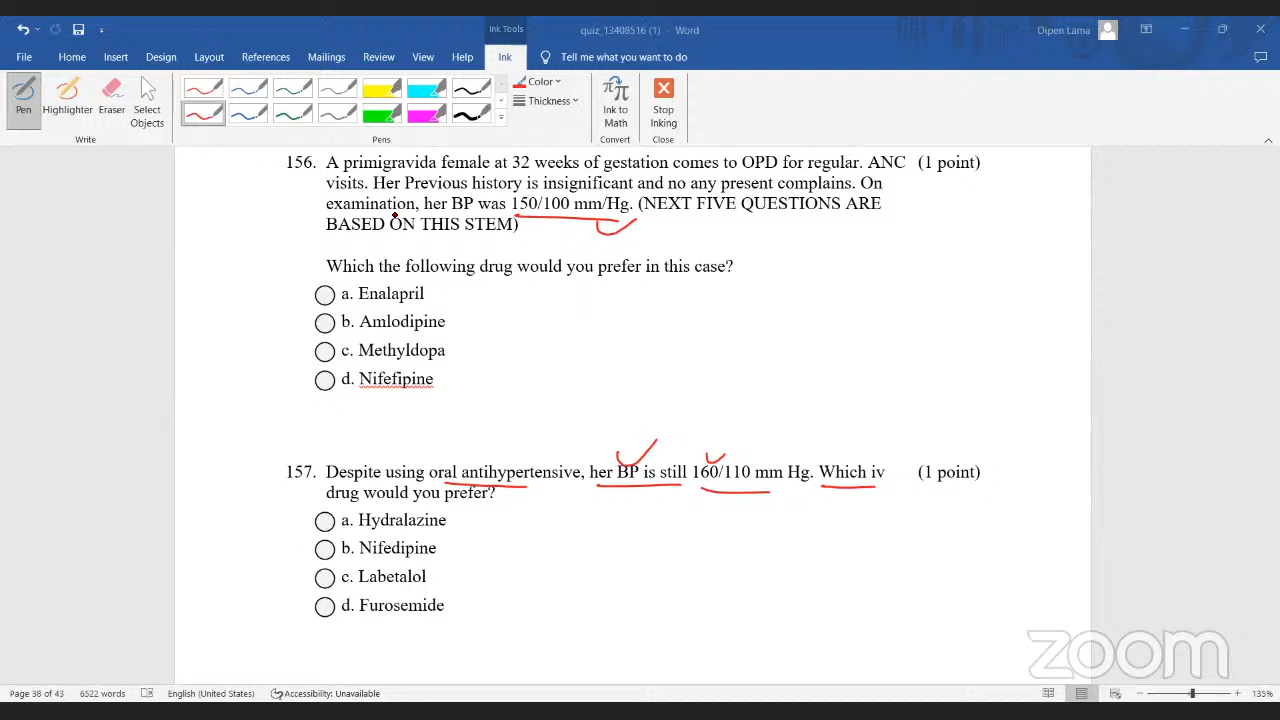 Ink Tools
quiz_13408516 (1) - Word
Dipen Lama
File Home Insert Design Layout References Mailings Review View Help Ink Tell me what you want to do
Pen Highlighter Eraser Select Objects
Color
Thickness
Ink to Math
Stop Inking
Write Pens Convert Close
156. A primigravida female at 32 weeks of gestation comes to OPD for regular. ANC (1 point)
visits. Her Previous history is insignificant and no any present complains. On
examination, her BP was 150/100 mm/Hg. (NEXT FIVE QUESTIONS ARE
BASED ON THIS STEM)
Which the following drug would you prefer in this case?
a. Enalapril
b. Amlodipine
c. Methyldopa
d. Nifefipine
157. Despite using oral antihypertensive, her BP is still 160/110 mm Hg. Which iv (1 point)
drug would you prefer?
a. Hydralazine
b. Nifedipine
c. Labetalol
d. Furosemide
zoom
Page 38 of 43 6522 words English (United States) Accessibility: Unavailable 135%